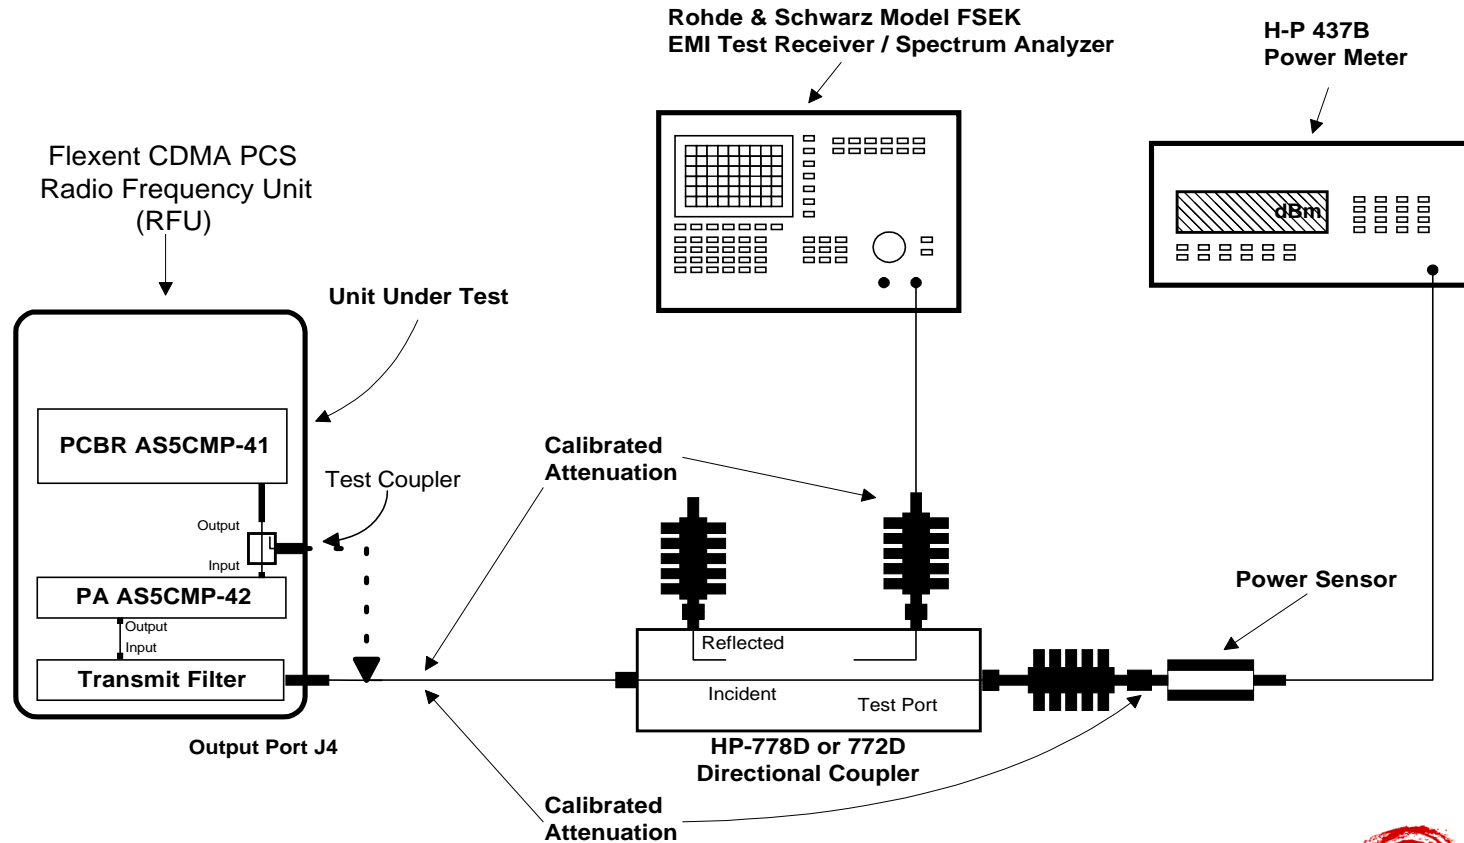 Rohde & Schwarz Model FSEK
EMI Test Receiver / Spectrum Analyzer
H-P 437B
Power Meter
Flexent CDMA PCS
Radio Frequency Unit
(RFU)
dBm
Unit Under Test
PCBR AS5CMP-41
Calibrated
Attenuation
Test Coupler
Output
Input
PA AS5CMP-42
Output
Input
Transmit Filter
Output Port J4
Power Sensor
Reflected
Incident
Test Port
HP-778D or 772D
Directional Coupler
Calibrated
Attenuation